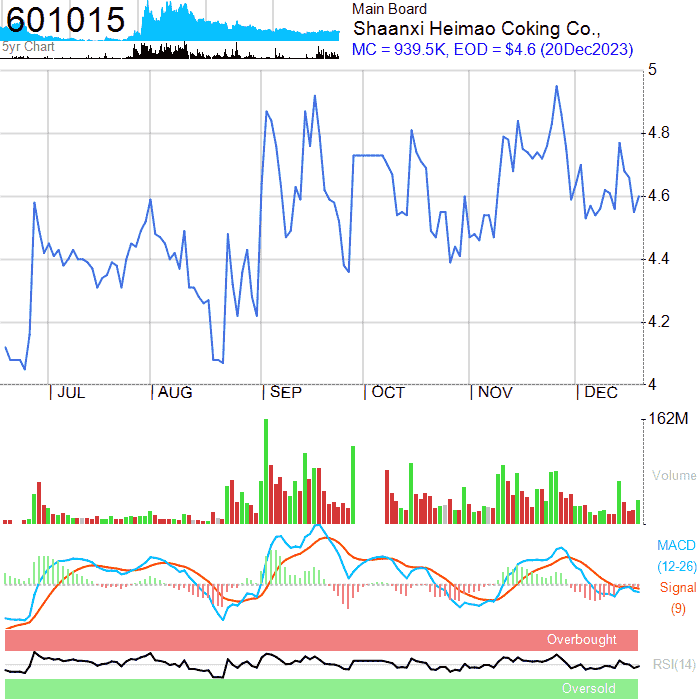 601015
5yr Chart
Main Board
Shaanxi Heimao Coking Co.,
MC = 939.5K, EOD = $4.6 (20Dec2023)
5
4.8
4.6
4.4
4.2
4
JUL AUG SEP OCT NOV DEC
162M
Volume
MACD
(12-26)
Signal
(9)
Overbought
RSI(14)
Oversold